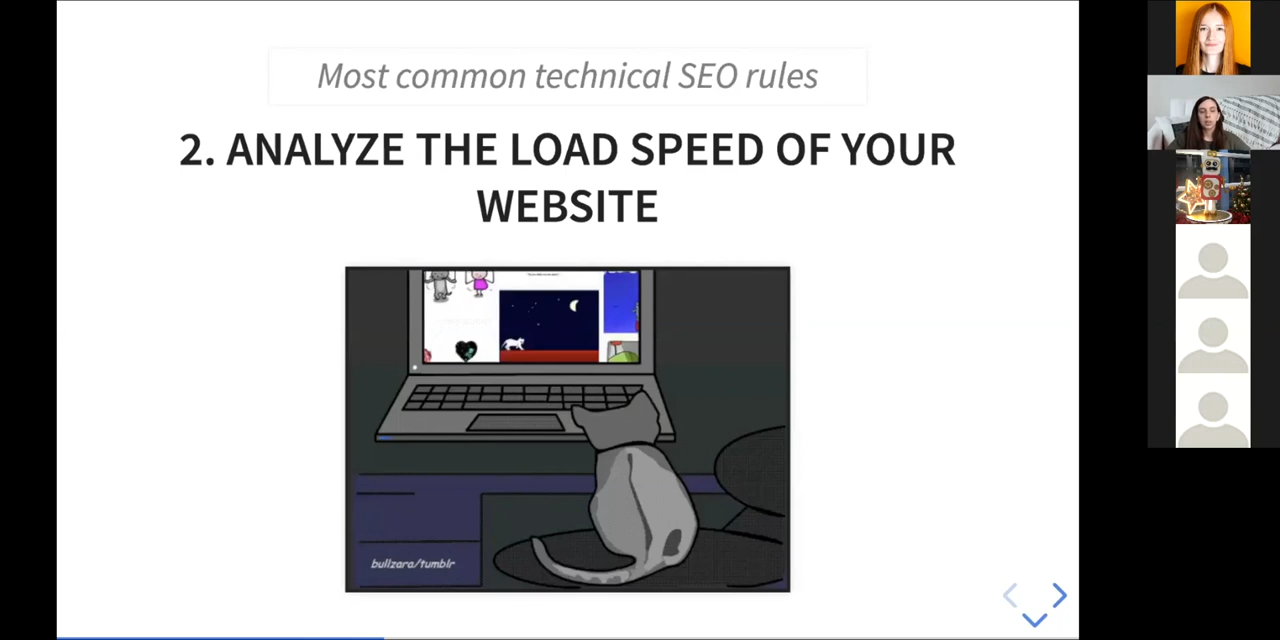 Most common technical SEO rules
2. ANALYZE THE LOAD SPEED OF YOUR
WEBSITE
bullzara/tumblr